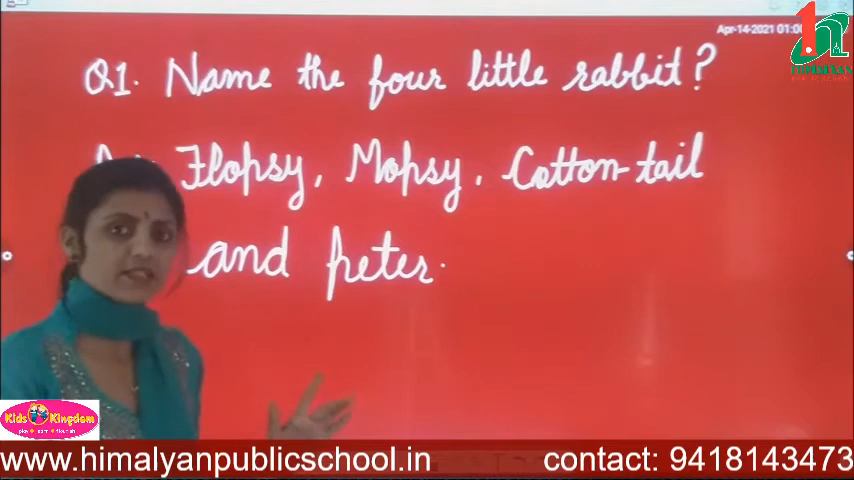 Apr-14-2021 01:00
Q1. Name the four little rabbit?
Flopsy, Mopsy, Cotton-tail
and peter.
Kids Kingdom
www.himalyanpublicschool.in contact: 9418143473